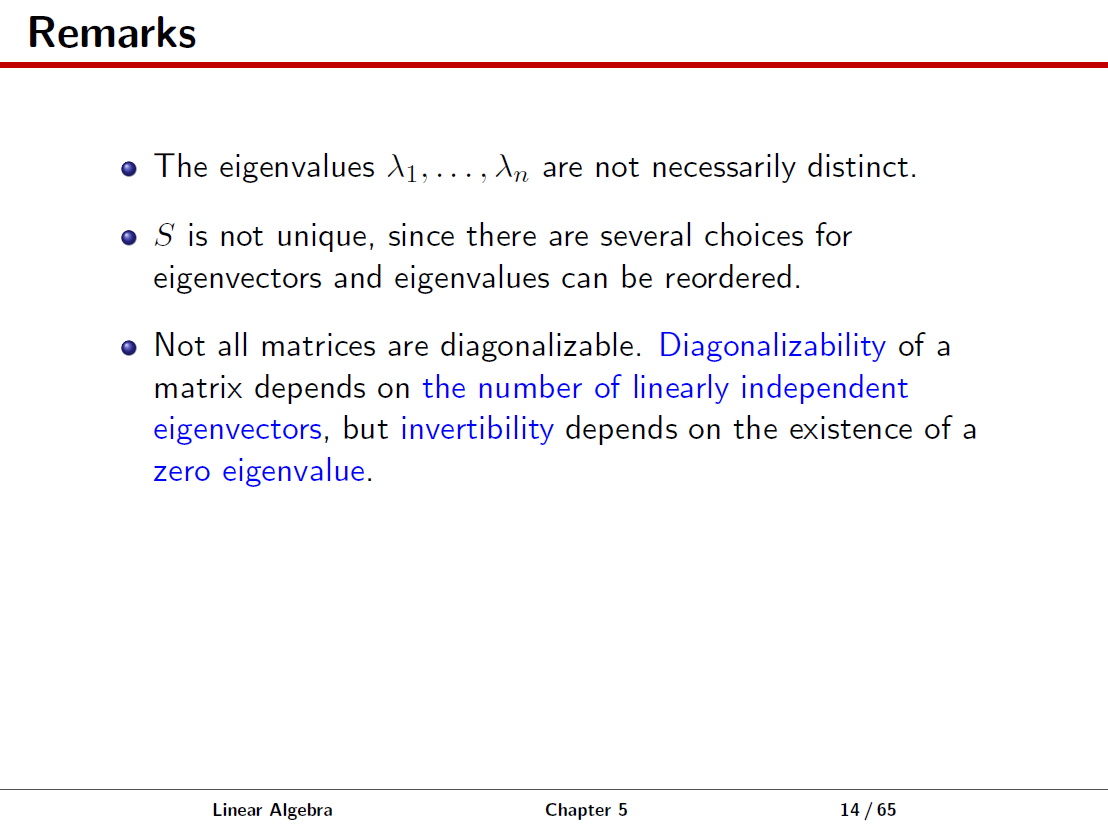 Remarks
The eigenvalues λ₁, . . . , λₙ are not necessarily distinct.
S is not unique, since there are several choices for
eigenvectors and eigenvalues can be reordered.
Not all matrices are diagonalizable. Diagonalizability of a
matrix depends on the number of linearly independent
eigenvectors, but invertibility depends on the existence of a
zero eigenvalue.
Linear Algebra Chapter 5 14 / 65